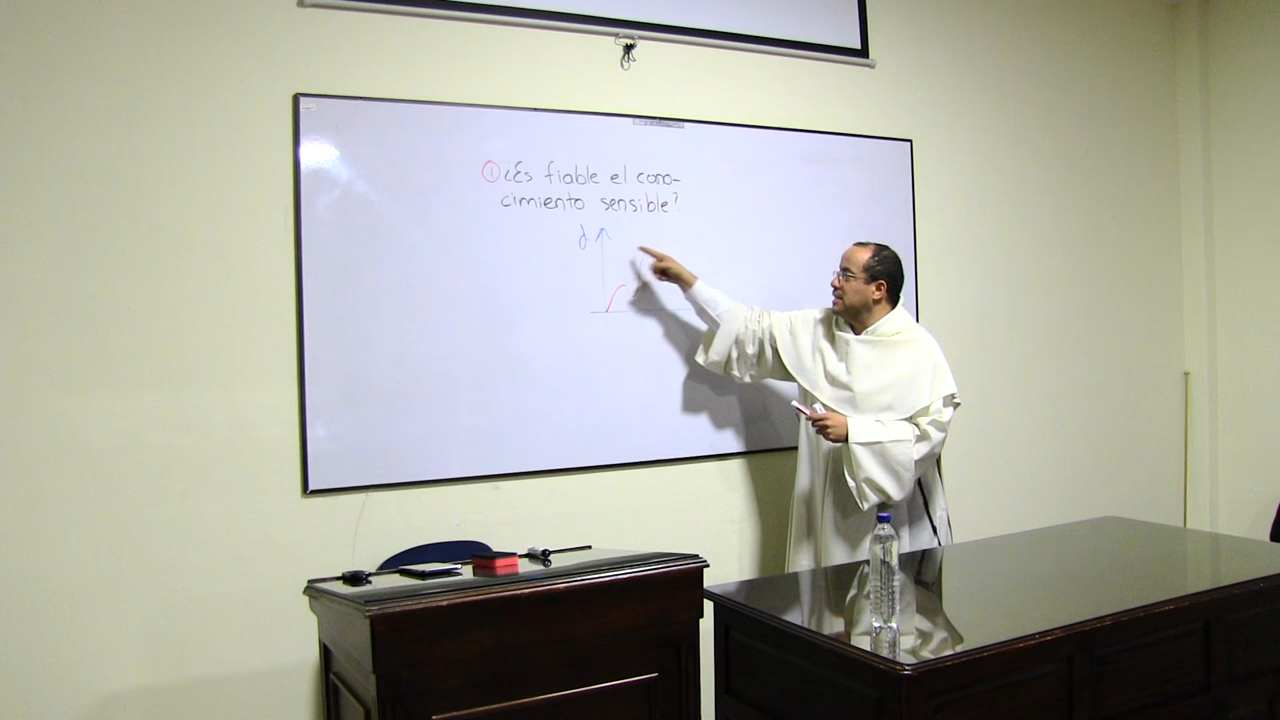 ① ¿Es fiable el cono-
cimiento sensible?
d